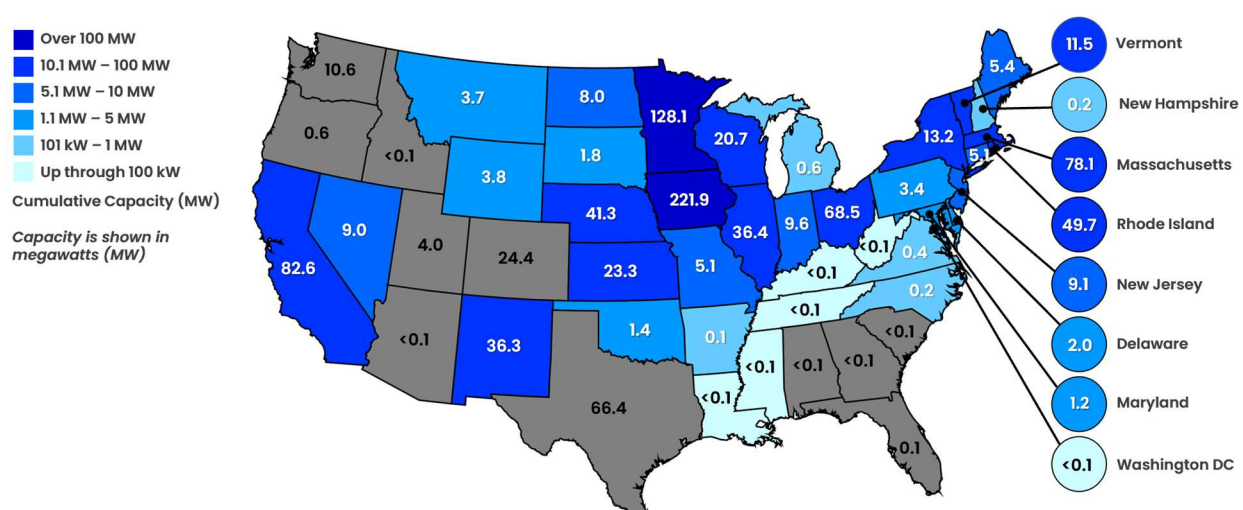 Over 100 MW
10.1 MW – 100 MW
5.1 MW – 10 MW
1.1 MW – 5 MW
101 kW – 1 MW
Up through 100 kW
Cumulative Capacity (MW)
Capacity is shown in
megawatts (MW)
10.6
0.6
<0.1
3.7
3.8
8.0
1.8
128.1
20.7
0.6
221.9
41.3
9.0
82.6
4.0
24.4
23.3
36.4
9.6
68.5
5.1
<0.1
<0.1
0.4
0.2
<0.1
36.3
1.4
0.1
<0.1
66.4
<0.1
<0.1
<0.1
<0.1
<0.1
0.1
3.4
13.2
5.4
5.1
11.5 Vermont
0.2 New Hampshire
78.1 Massachusetts
49.7 Rhode Island
9.1 New Jersey
2.0 Delaware
1.2 Maryland
<0.1 Washington DC